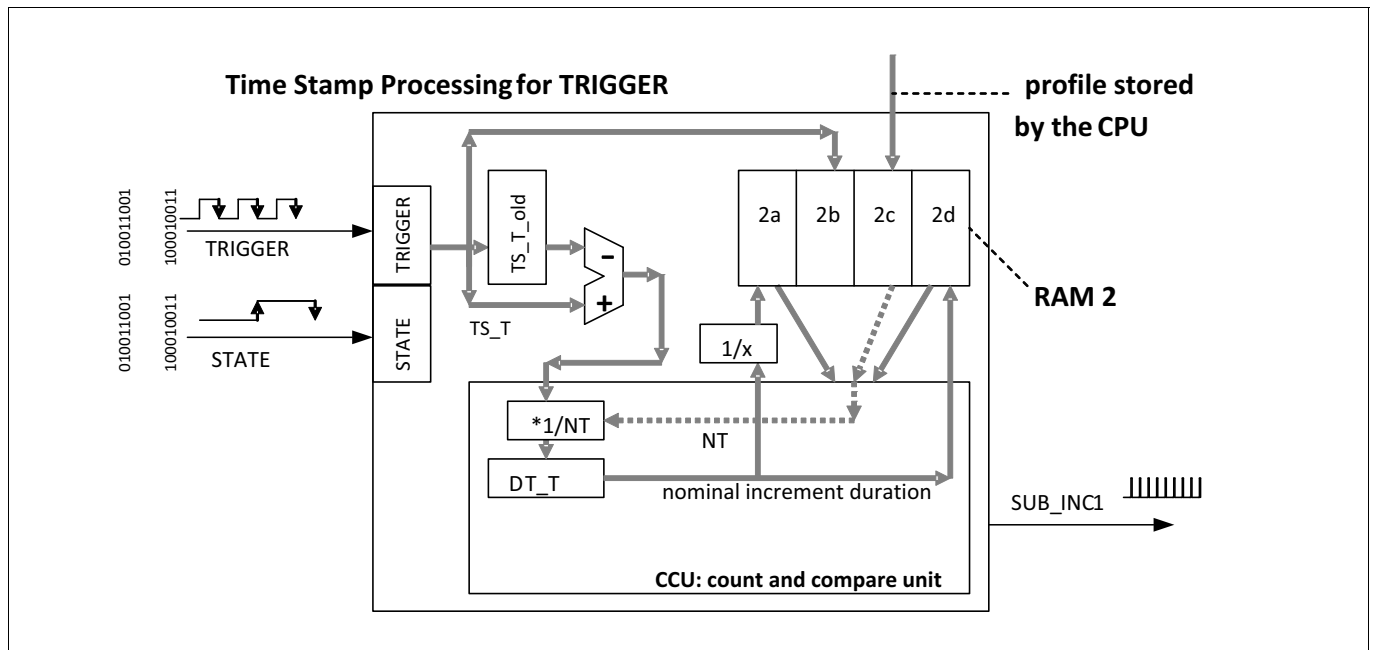 Time Stamp Processing for TRIGGER
profile stored
by the CPU
010011001
100010011
TRIGGER
TRIGGER
TS_T_old
-
+
2a
2b
2c
2d
RAM 2
010011001
100010011
STATE
STATE
TS_T
1/x
*1/NT
NT
DT_T
nominal increment duration
SUB_INC1
CCU: count and compare unit